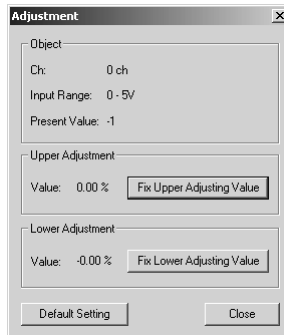 Adjustment
Object
Ch: 0 ch
Input Range: 0 - 5V
Present Value: -1
Upper Adjustment
Value: 0.00 % Fix Upper Adjusting Value
Lower Adjustment
Value: -0.00 % Fix Lower Adjusting Value
Default Setting Close